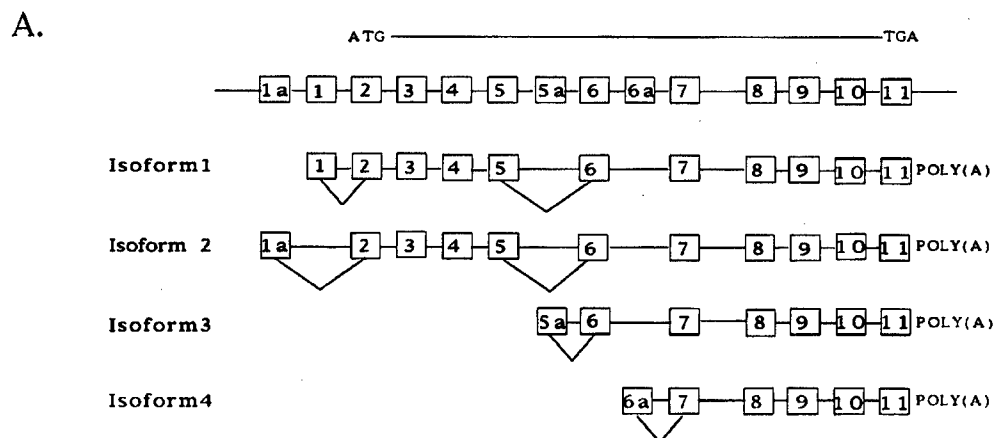 A.
ATG TGA
1a 1 2 3 4 5 5a 6 6a 7 8 9 10 11
Isoform1 1 2 3 4 5 6 7 8 9 10 11 POLY(A)
Isoform 2 1a 2 3 4 5 6 7 8 9 10 11 POLY(A)
Isoform3 5a 6 7 8 9 10 11 POLY(A)
Isoform4 6a 7 8 9 10 11 POLY(A)